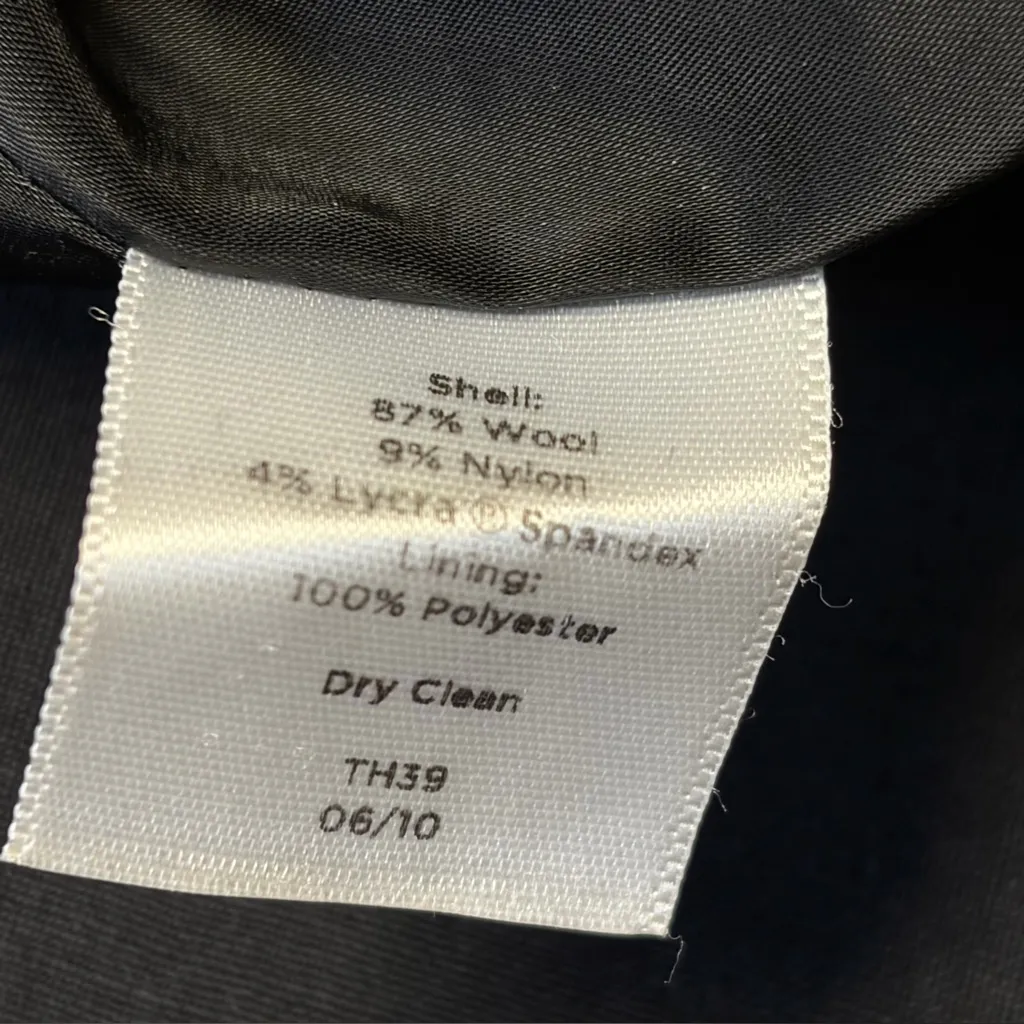 Shell:
87% Wool
9% Nylon
4% Lycra® Spandex
Lining:
100% Polyester
Dry Clean
TH39
06/10